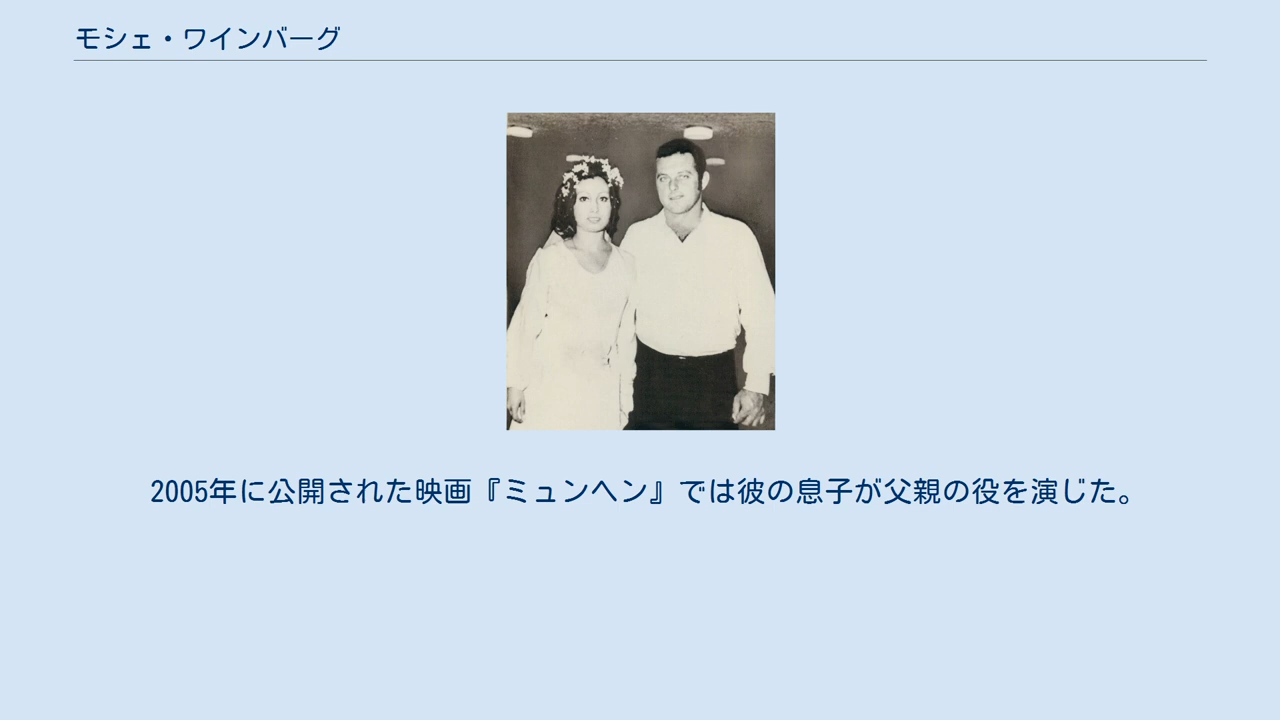 モシェ・ワインバーグ
2005年に公開された映画『ミュンヘン』では彼の息子が父親の役を演じた。